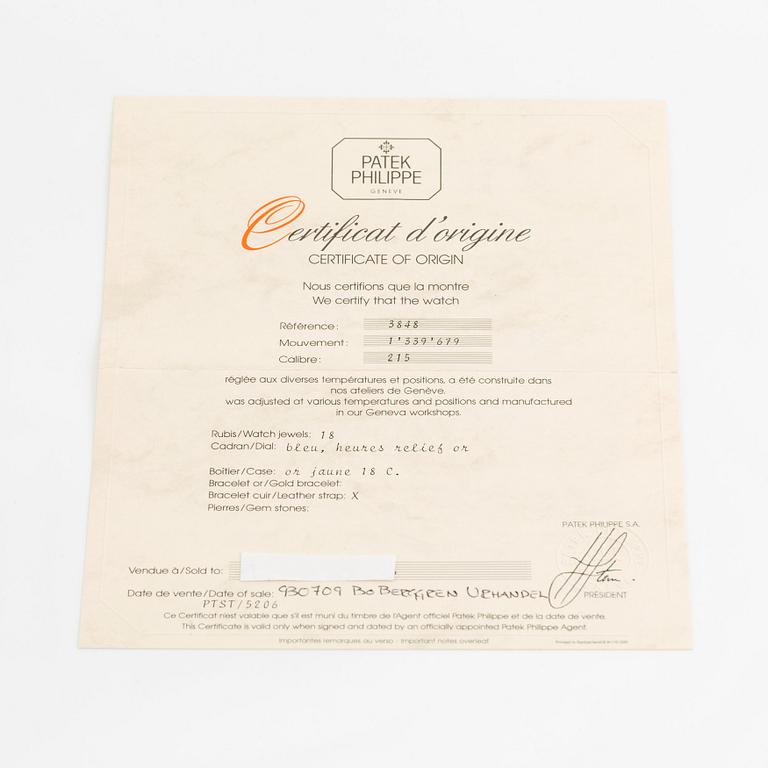 PATEK
PHILIPPE
GENÈVE
Certificat d'origine
CERTIFICATE OF ORIGIN
Nous certifions que la montre
We certify that the watch
Référence: 3848
Mouvement: 1'339'679
Calibre: 215
réglée aux diverses températures et positions, a été construite dans
nos ateliers de Genève.
was adjusted at various temperatures and positions and manufactured
in our Geneva workshops.
Rubis/Watch jewels: 18
Cadran/Dial: bleu, heures relief or
Boîtier/Case: or jaune 18 C.
Bracelet or/Gold bracelet:
Bracelet cuir/Leather strap: X
Pierres/Gem stones:
PATEK PHILIPPE S.A.
Vendue à/Sold to:
PRÉSIDENT
Date de vente/Date of sale: 930709 Bo BERGGREN URHANDEL
PTST/5206
Ce Certificat n'est valable que s'il est muni du timbre de l'Agent officiel Patek Philippe et de la date de vente.
This Certificate is valid only when signed and dated by an officially appointed Patek Philippe Agent.
Importantes remarques au verso - Important notes overleaf